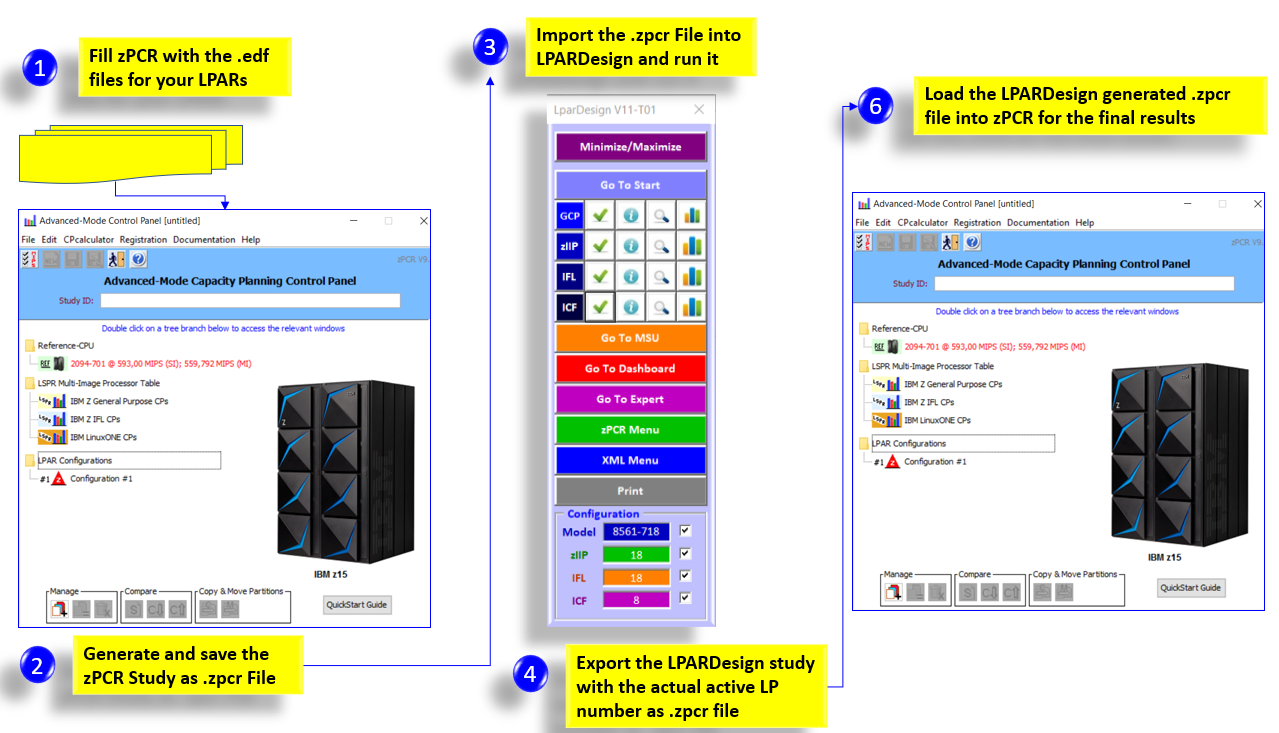 1
Fill zPCR with the .edf
files for your LPARs
Advanced-Mode Control Panel [untitled]
File Edit CPcalculator Registration Documentation Help
zPCR V9.
Advanced-Mode Capacity Planning Control Panel
Study ID:
Double click on a tree branch below to access the relevant windows
Reference-CPU
REF 2094-701 @ 593,00 MIPS (SI); 559,792 MIPS (MI)
LSPR Multi-Image Processor Table
LSPR IBM Z General Purpose CPs
LSPR IBM Z IFL CPs
LSPR IBM LinuxONE CPs
LPAR Configurations
#1 Z Configuration #1
Z
IBM z15
Manage
Compare
Copy & Move Partitions
QuickStart Guide
2
Generate and save the
zPCR Study as .zpcr File
3
Import the .zpcr File into
LPARDesign and run it
LparDesign V11-T01
Minimize/Maximize
Go To Start
GCP
zIIP
IFL
ICF
Go To MSU
Go To Dashboard
Go To Expert
zPCR Menu
XML Menu
Print
Configuration
Model 8561-718
zIIP 18
IFL 18
ICF 8
4
Export the LPARDesign study
with the actual active LP
number as .zpcr file
6
Load the LPARDesign generated .zpcr
file into zPCR for the final results
Advanced-Mode Control Panel [untitled]
File Edit CPcalculator Registration Documentation Help
zPCR V9.
Advanced-Mode Capacity Planning Control Panel
Study ID:
Double click on a tree branch below to access the relevant windows
Reference-CPU
REF 2094-701 @ 593,00 MIPS (SI); 559,792 MIPS (MI)
LSPR Multi-Image Processor Table
LSPR IBM Z General Purpose CPs
LSPR IBM Z IFL CPs
LSPR IBM LinuxONE CPs
LPAR Configurations
#1 Z Configuration #1
Z
IBM z15
Manage
Compare
Copy & Move Partitions
QuickStart Guide